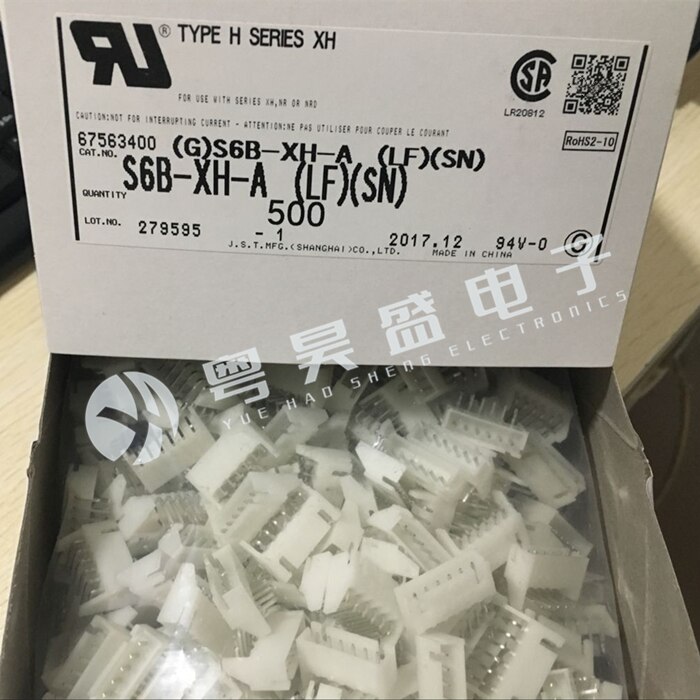 TYPE H SERIES XH
FOR USE WITH SERIES XH,NR OR NRD
LR20812
CAUTION:NOT FOR INTERRUPTING CURRENT - ATTENTION:NE PAS UTILISER POUR COUPER LE COURANT
RoHS2-10
67563400 (G)S6B-XH-A (LF)(SN)
CAT.NO. S6B-XH-A (LF)(SN)
QUANTITY 500
LOT.NO. 279595 -1 2017.12 94V-0 G
J.S.T.MFG.(SHANGHAI)CO.,LTD. MADE IN CHINA
粤昊盛电子
YUE HAO SHENG ELECTRONICS